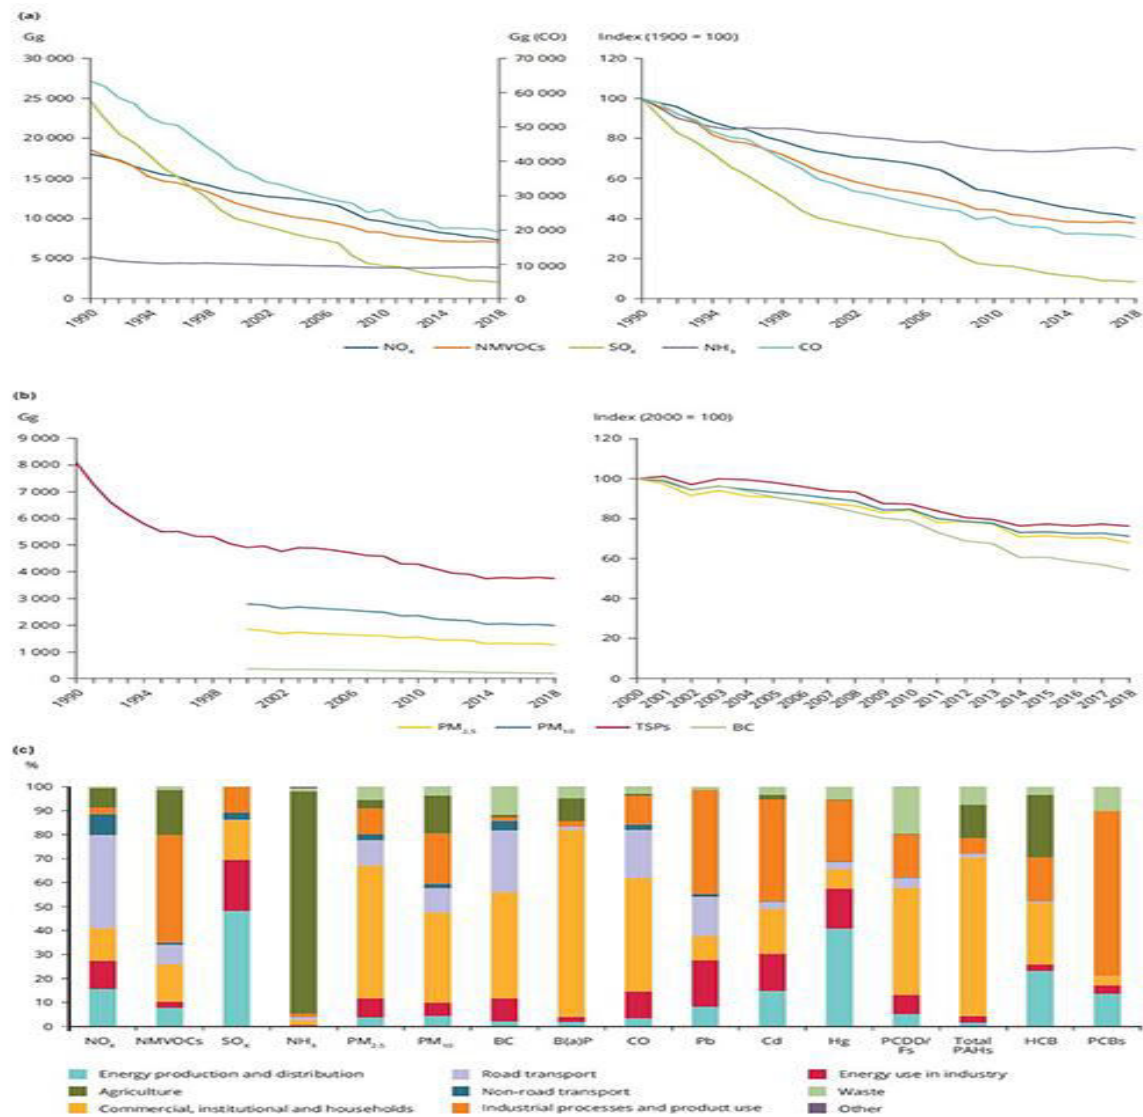 (a)
Gg
Gg (CO)
Index (1900 = 100)
30 000
25 000
20 000
15 000
10 000
5 000
0
70 000
60 000
50 000
40 000
30 000
20 000
10 000
0
120
100
80
60
40
20
0
1990 1994 1998 2002 2006 2010 2014 2018
1990 1994 1998 2002 2006 2010 2014 2018
NOx NMVOCs SOx NH3 CO
(b)
Gg
Index (2000 = 100)
9 000
8 000
7 000
6 000
5 000
4 000
3 000
2 000
1 000
0
120
100
80
60
40
20
0
1990 1994 1998 2002 2006 2010 2014 2018
2000 2001 2002 2003 2004 2005 2006 2007 2008 2009 2010 2011 2012 2013 2014 2015 2016 2017 2018
PM2.5 PM10 TSPs BC
(c)
%
100
90
80
70
60
50
40
30
20
10
0
NOx NMVOCs SOx NH3 PM2.5 PM10 BC B(a)P CO Pb Cd Hg PCDD/ Total HCB PCBs
Fs PAHs
Energy production and distribution Road transport Energy use in industry
Agriculture Non-road transport Waste
Commercial, institutional and households Industrial processes and product use Other